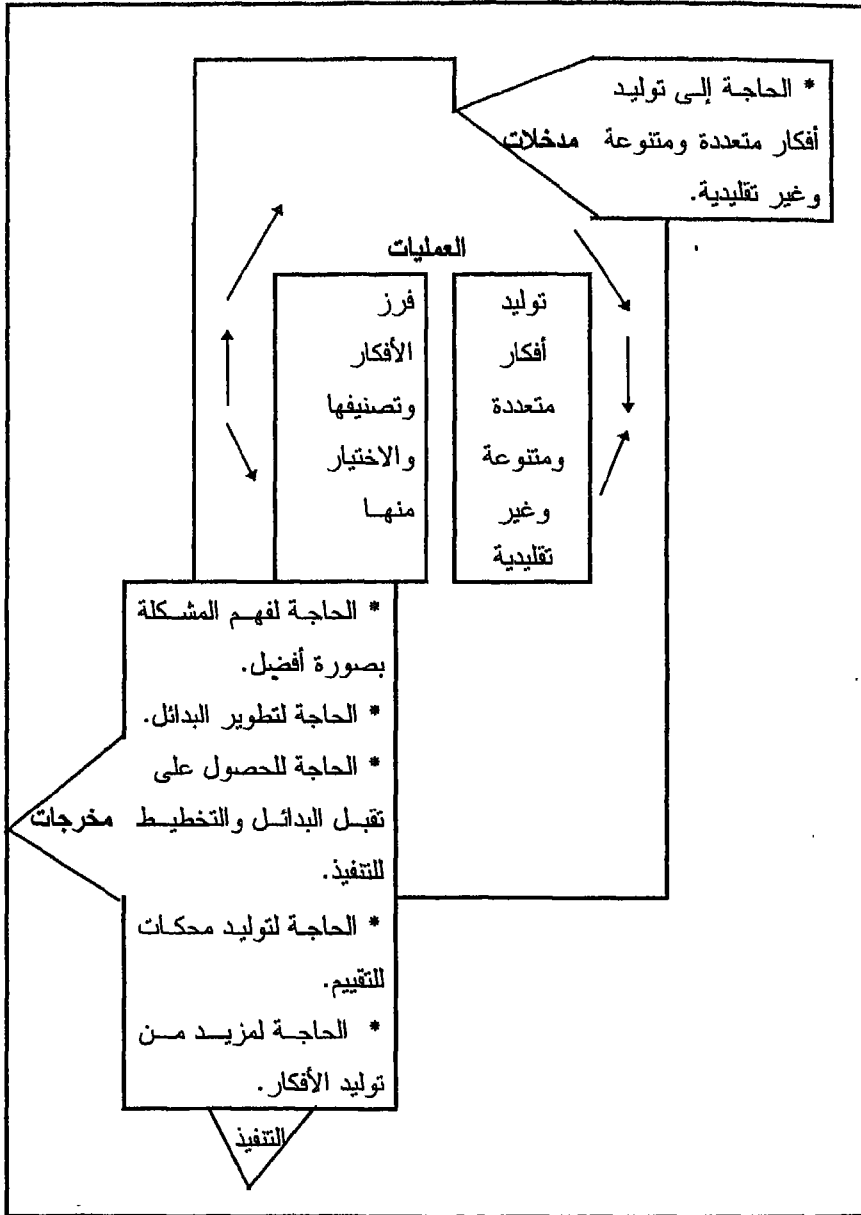 * الحاجة إلى توليد
أفكار متعددة ومتنوعة مدخلات
وغير تقليدية.
العمليات
توليد
أفكار
متعددة
ومتنوعة
وغير
تقليدية
فرز
الأفكار
وتصنيفها
والاختيار
منها
* الحاجة لفهم المشكلة
بصورة أفضل.
* الحاجة لتطوير البدائل.
* الحاجة للحصول على
تقبل البدائل والتخطيط مخرجات
للتنفيذ.
* الحاجة لتوليد محكات
للتقييم.
* الحاجة لمزيد من
توليد الأفكار.
التنفيذ